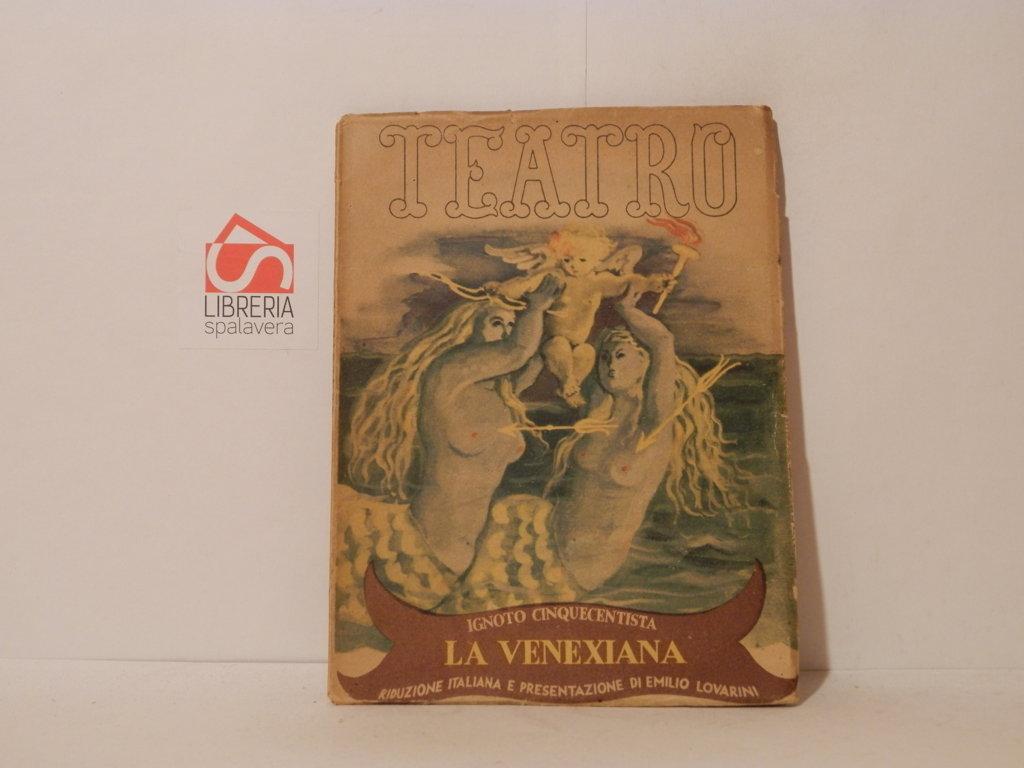 TEATRO
LIBRERIA
spalavera
IGNOTO CINQUECENTISTA
LA VENEXIANA
RIDUZIONE ITALIANA E PRESENTAZIONE DI EMILIO LOVARINI